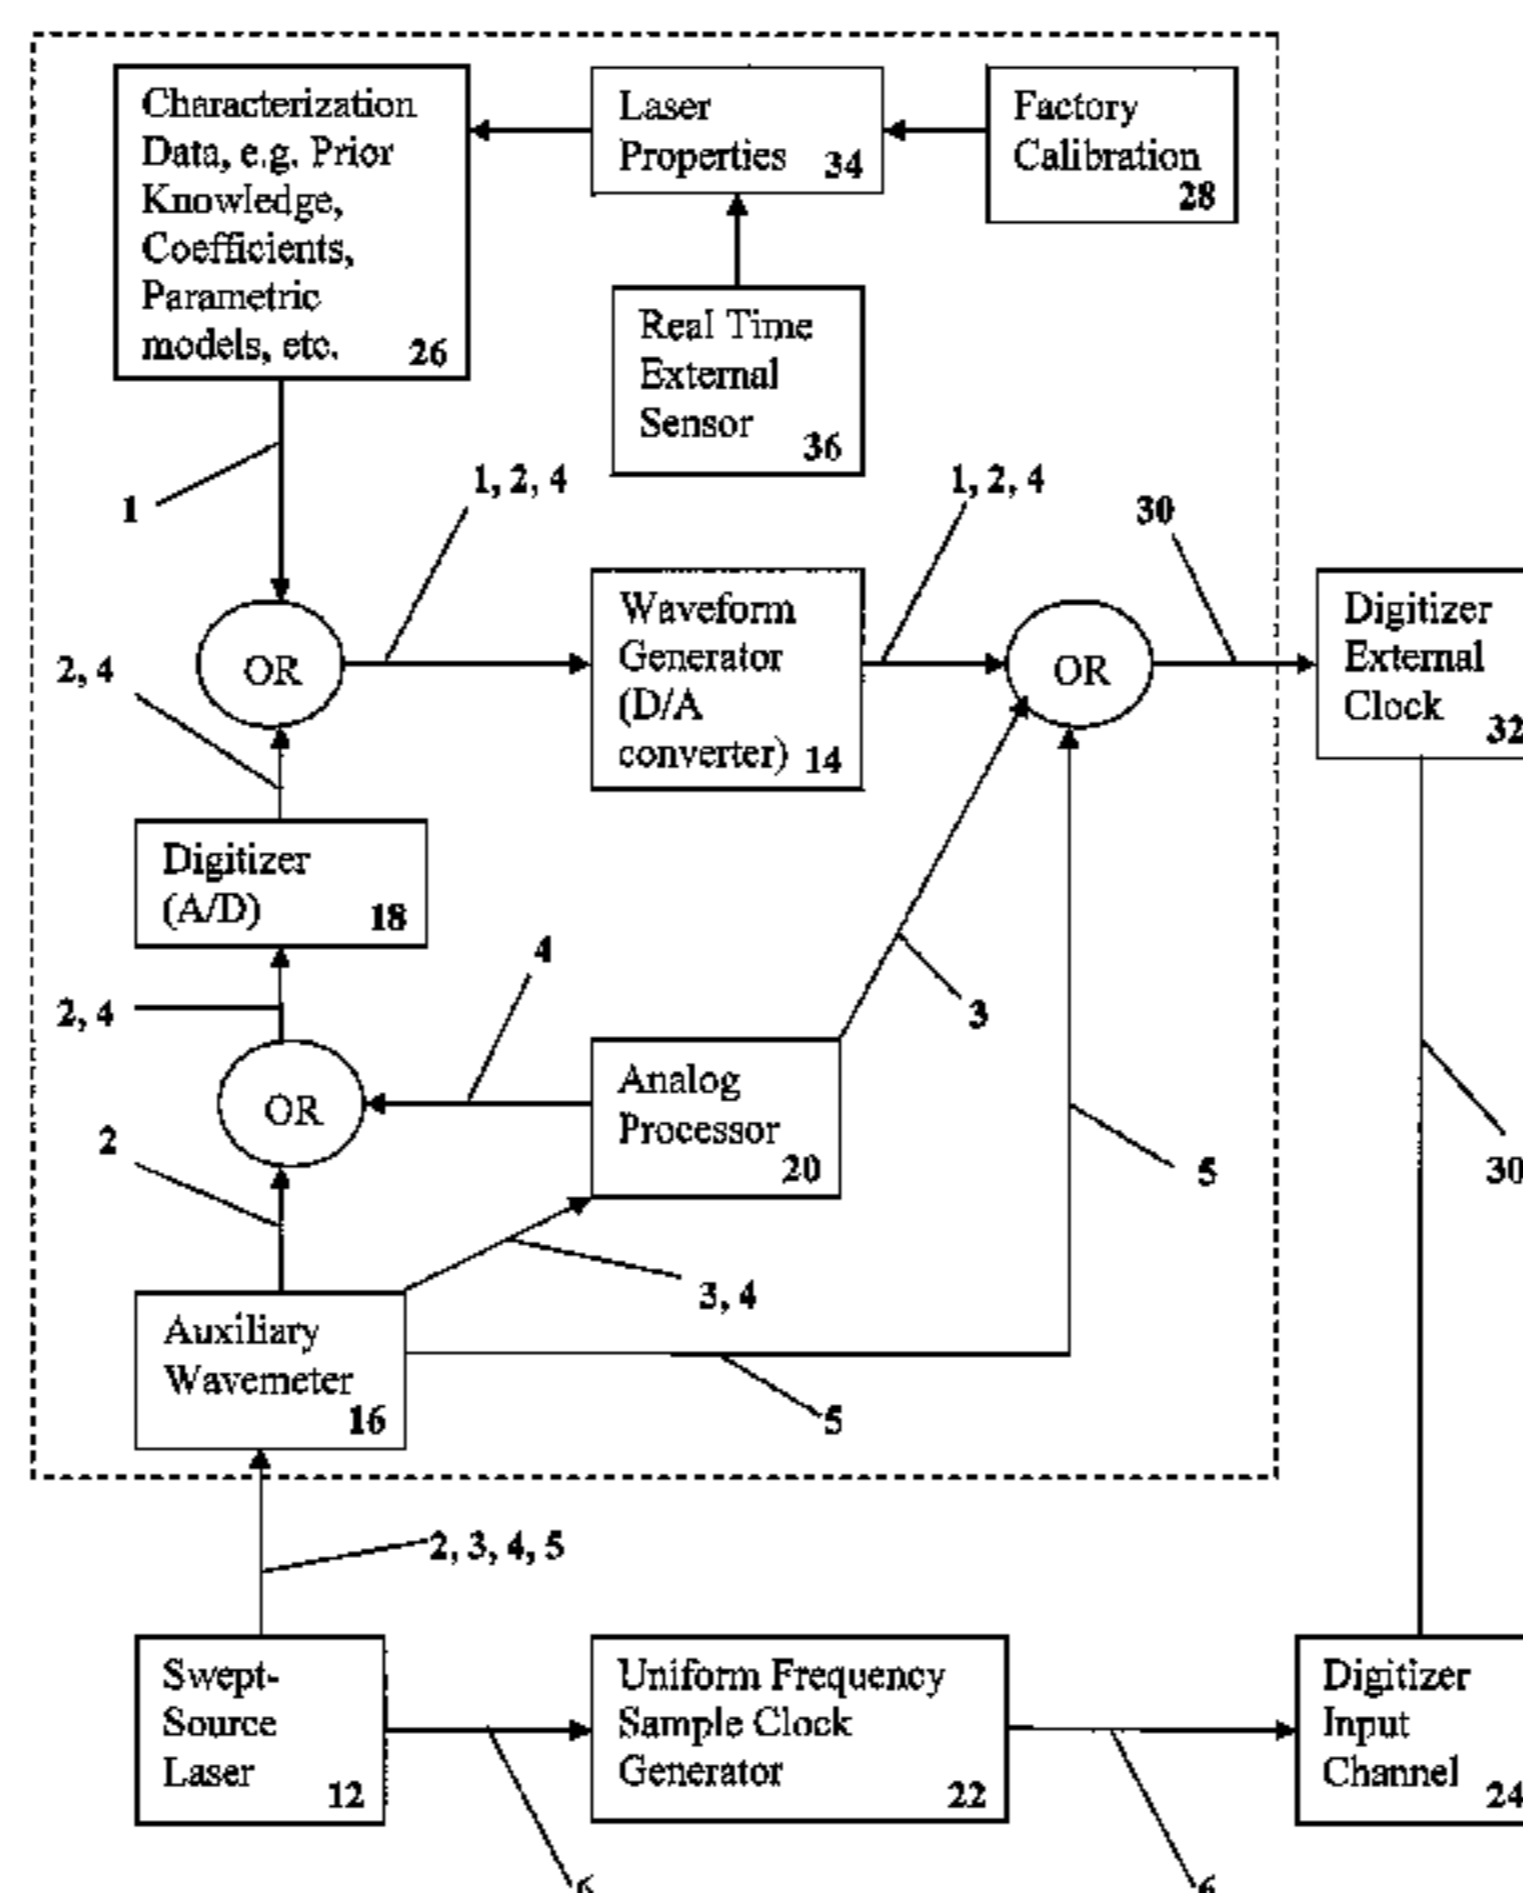 Characterization
Data, e.g. Prior
Knowledge,
Coefficients,
Parametric
models, etc. 26
Laser
Properties 34
Factory
Calibration
28
Real Time
External
Sensor 36
1
1, 2, 4
1, 2, 4
30
OR
Waveform
Generator
(D/A
converter) 14
OR
Digitizer
External
Clock 32
2, 4
Digitizer
(A/D) 18
4
3
2, 4
OR
Analog
Processor
20
2
5
30
3, 4
Auxiliary
Wavemeter
16
5
2, 3, 4, 5
Swept-
Source
Laser 12
Uniform Frequency
Sample Clock
Generator 22
Digitizer
Input
Channel 24
6
6